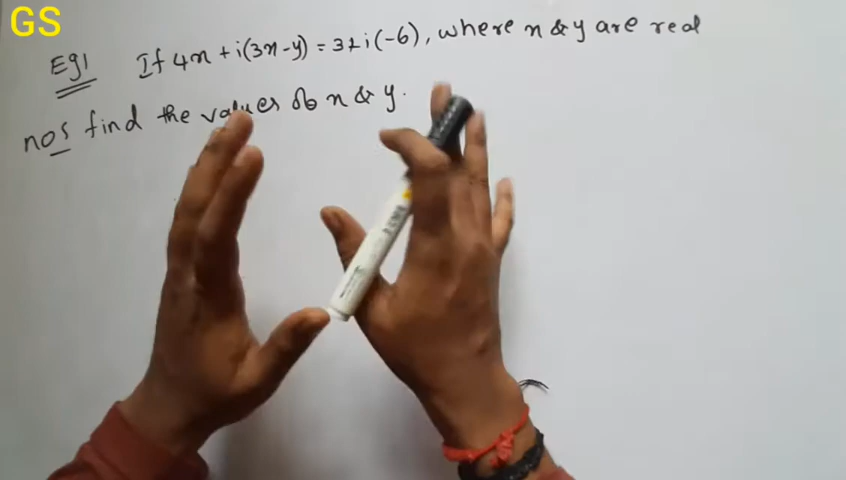 GS
Eg1 If 4x + i(3x-y) = 3+i(-6), where x & y are real
nos find the values of x & y.